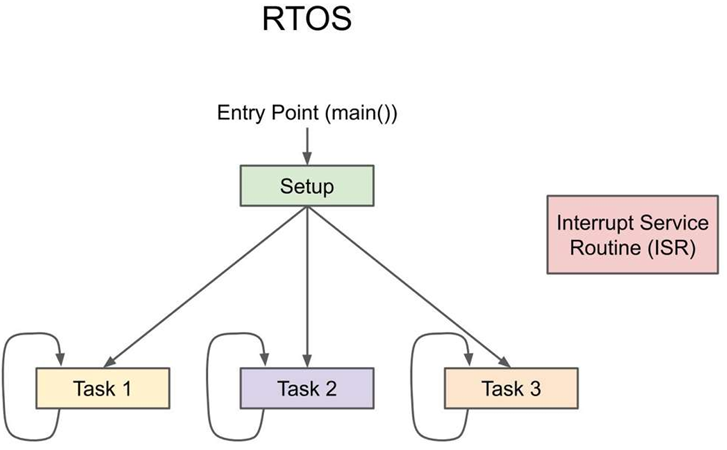 RTOS
Entry Point (main())
Setup
Interrupt Service
Routine (ISR)
Task 1
Task 2
Task 3